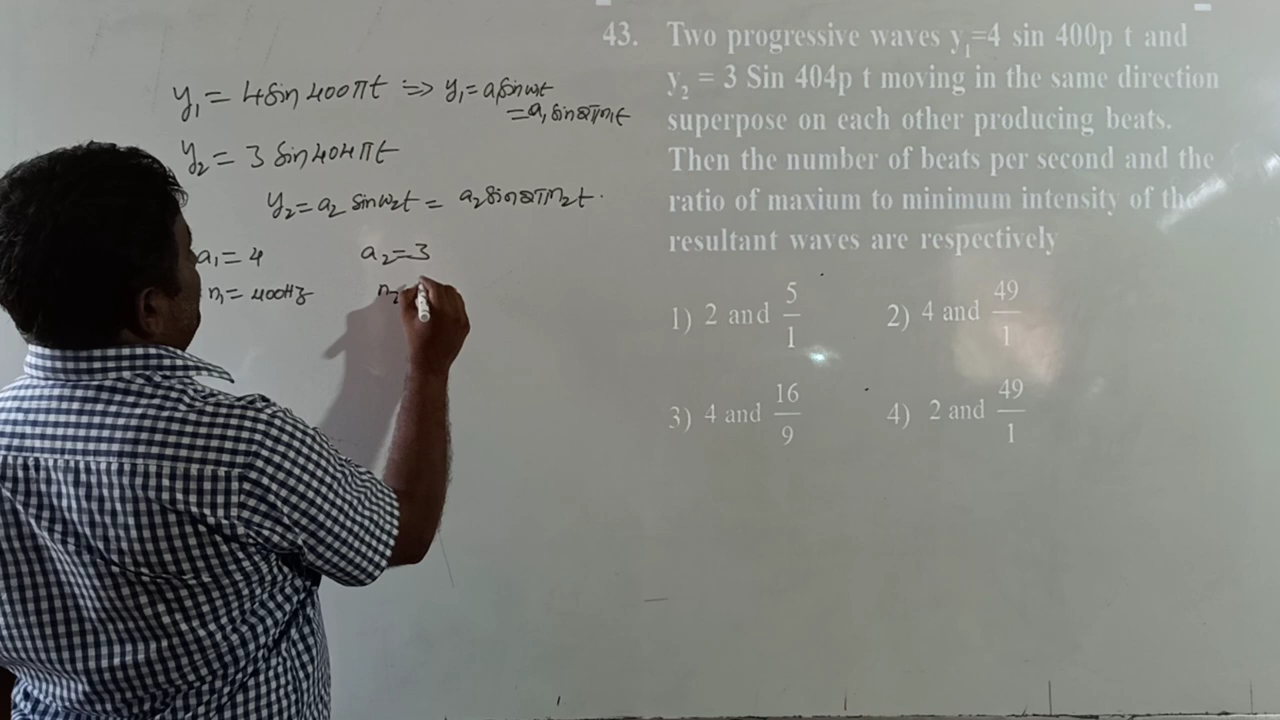 y₁ = 4 Sin 400πt ⇒ y₁ = a₁ sin ω₁t
= a₁ sin 2πn₁t
y₂ = 3 Sin 404πt
y₂ = a₂ sin ω₂t = a₂ sin 2πn₂t.
a₁ = 4 a₂ = 3
n₁ = 400Hz n₂
43. Two progressive waves y₁=4 sin 400p t and
y₂ = 3 Sin 404p t moving in the same direction
superpose on each other producing beats.
Then the number of beats per second and the
ratio of maxium to minimum intensity of the
resultant waves are respectively
1) 2 and 5/1 2) 4 and 49/1
3) 4 and 16/9 4) 2 and 49/1